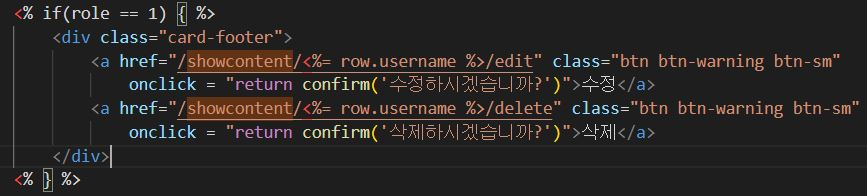 <% if(role == 1) { %>
<div class="card-footer">
<a href="/showcontent/<%= row.username %>/edit" class="btn btn-warning btn-sm"
onclick = "return confirm('수정하시겠습니까?')">수정</a>
<a href="/showcontent/<%= row.username %>/delete" class="btn btn-warning btn-sm"
onclick = "return confirm('삭제하시겠습니까?')">삭제</a>
</div>
<% } %>